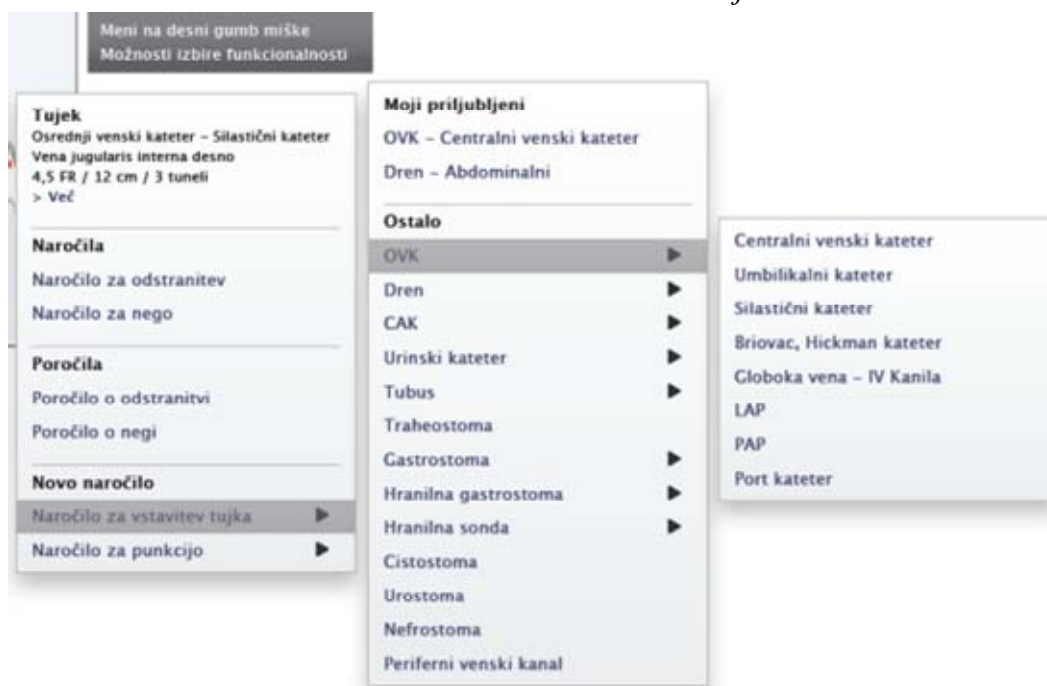 Meni na desni gumb miške
Možnosti izbire funkcionalnosti
Tujek
Osrednji venski kateter – Silastični kateter
Vena jugularis interna desno
4,5 FR / 12 cm / 3 tuneli
> Več
Naročila
Naročilo za odstranitev
Naročilo za nego
Poročila
Poročilo o odstranitvi
Poročilo o negi
Novo naročilo
Naročilo za vstavitev tujka
Naročilo za punkcijo
Moji priljubljeni
OVK – Centralni venski kateter
Dren – Abdominalni
Ostalo
OVK
Dren
CAK
Urinski kateter
Tubus
Traheostoma
Gastrostoma
Hranilna gastrostoma
Hranilna sonda
Cistostoma
Urostoma
Nefrostoma
Periferni venski kanal
Centralni venski kateter
Umbilikalni kateter
Silastični kateter
Briovac, Hickman kateter
Globoka vena – IV Kanila
LAP
PAP
Port kateter